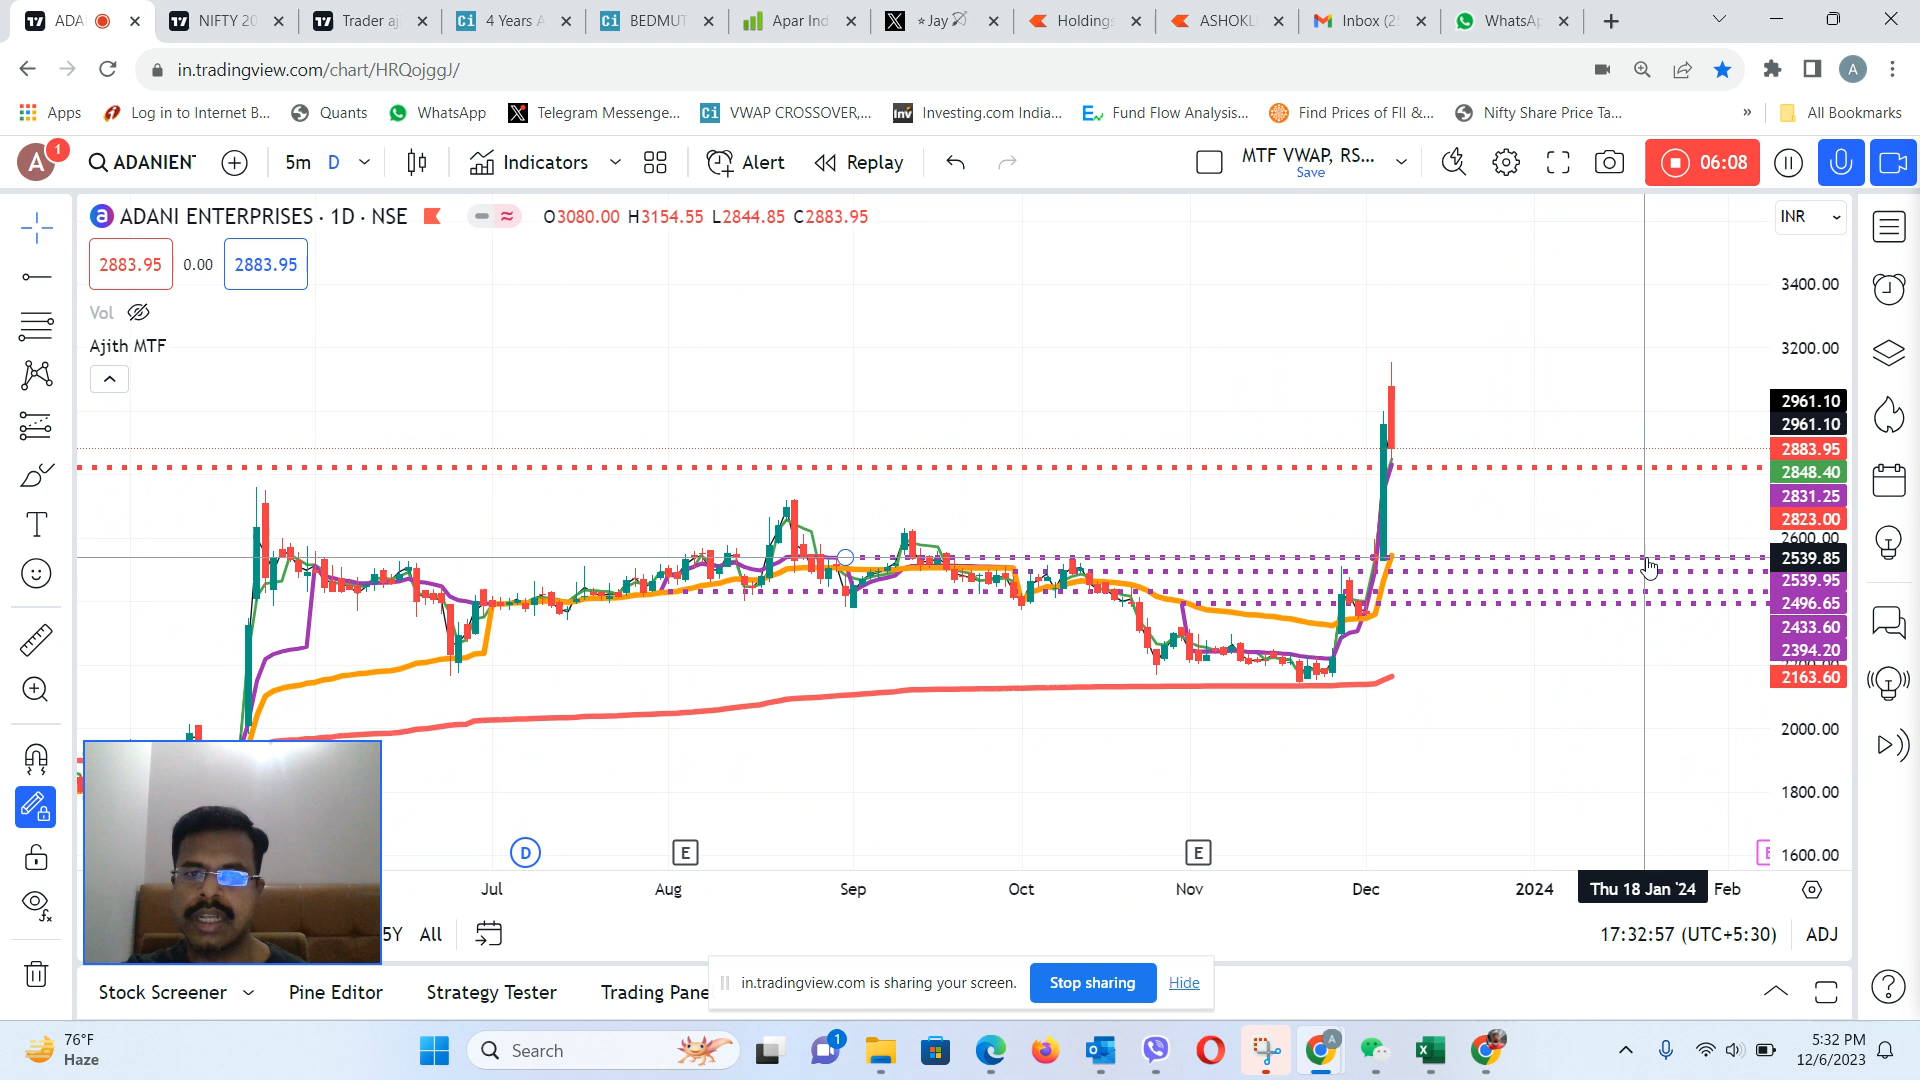 ADA
NIFTY 20
Trader aj
4 Years A
BEDMUT
Apar Ind
Jay
Holdings
ASHOKL
Inbox (2
WhatsAp
in.tradingview.com/chart/HRQojggJ/
A
Apps
Log in to Internet B...
Quants
WhatsApp
Telegram Messenge...
VWAP CROSSOVER,...
Investing.com India...
Fund Flow Analysis...
Find Prices of FII &...
Nifty Share Price Ta...
»
All Bookmarks
A
1
ADANIENT
5m
D
Indicators
Alert
Replay
MTF VWAP, RS...
Save
06:08
ADANI ENTERPRISES · 1D · NSE
O3080.00 H3154.55 L2844.85 C2883.95
INR
2883.95
0.00
2883.95
Vol
Ajith MTF
3400.00
3200.00
2961.10
2961.10
2883.95
2848.40
2831.25
2823.00
2600.00
2539.85
2539.95
2496.65
2433.60
2394.20
2163.60
2000.00
1800.00
1600.00
D
E
E
E
Jul
Aug
Sep
Oct
Nov
Dec
2024
Thu 18 Jan '24
Feb
5Y
All
17:32:57 (UTC+5:30)
ADJ
Stock Screener
Pine Editor
Strategy Tester
Trading Pane
in.tradingview.com is sharing your screen.
Stop sharing
Hide
76°F
Haze
Search
1
5:32 PM
12/6/2023